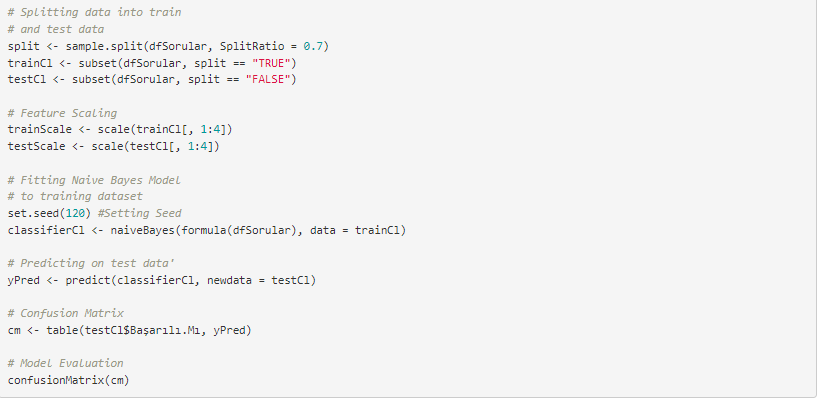 # Splitting data into train
# and test data
split <- sample.split(dfSorular, SplitRatio = 0.7)
trainCl <- subset(dfSorular, split == "TRUE")
testCl <- subset(dfSorular, split == "FALSE")
# Feature Scaling
trainScale <- scale(trainCl[, 1:4])
testScale <- scale(testCl[, 1:4])
# Fitting Naive Bayes Model
# to training dataset
set.seed(120) #Setting Seed
classifierCl <- naiveBayes(formula(dfSorular), data = trainCl)
# Predicting on test data'
yPred <- predict(classifierCl, newdata = testCl)
# Confusion Matrix
cm <- table(testCl$Başarılı.Mı, yPred)
# Model Evaluation
confusionMatrix(cm)